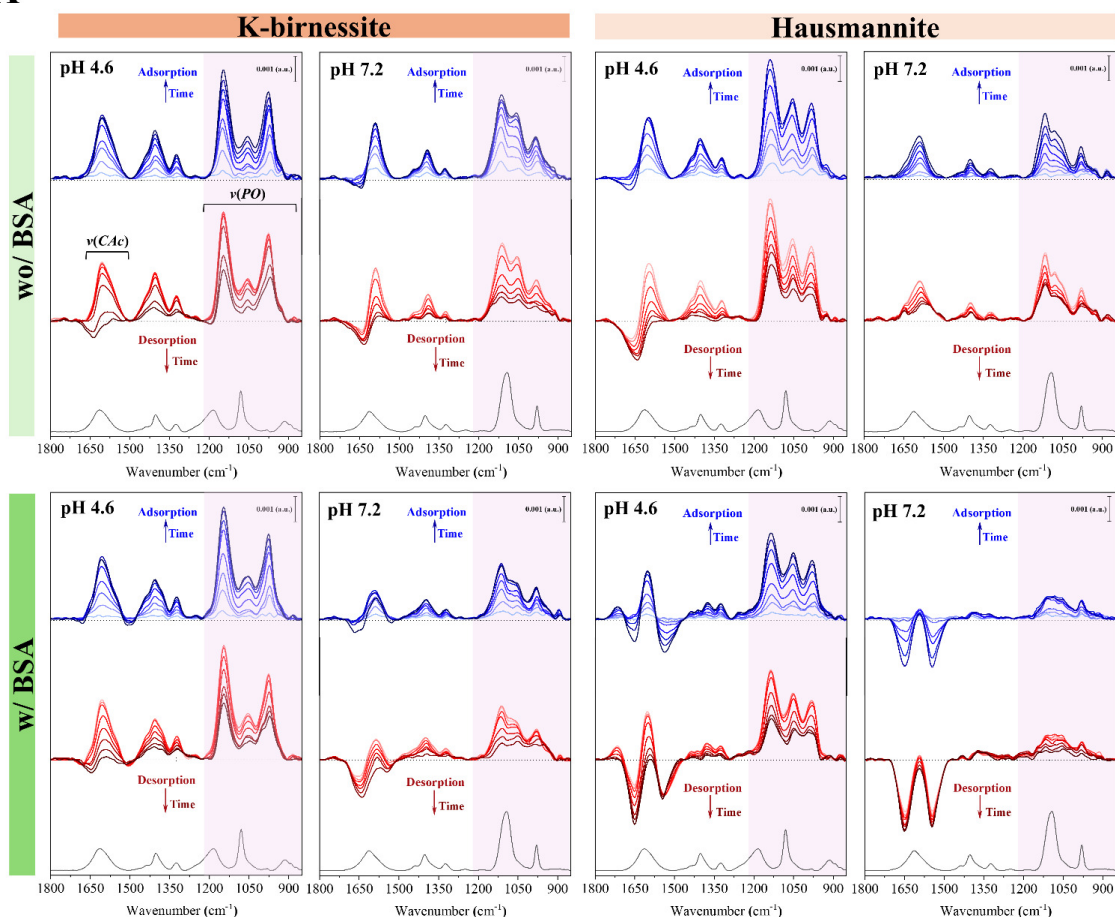 K-birnessite
Hausmannite
wo/ BSA
pH 4.6
Adsorption
Time
0.001 (a.u.)
ν(CAc)
ν(PO)
Desorption
Time
1800 1650 1500 1350 1200 1050 900
Wavenumber (cm⁻¹)
pH 7.2
Adsorption
Time
0.001 (a.u.)
Desorption
Time
1800 1650 1500 1350 1200 1050 900
Wavenumber (cm⁻¹)
pH 4.6
Adsorption
Time
0.001 (a.u.)
Desorption
Time
1800 1650 1500 1350 1200 1050 900
Wavenumber (cm⁻¹)
pH 7.2
Adsorption
Time
0.001 (a.u.)
Desorption
Time
1800 1650 1500 1350 1200 1050 900
Wavenumber (cm⁻¹)
w/ BSA
pH 4.6
Adsorption
Time
0.001 (a.u.)
Desorption
Time
1800 1650 1500 1350 1200 1050 900
Wavenumber (cm⁻¹)
pH 7.2
Adsorption
Time
0.001 (a.u.)
Desorption
Time
1800 1650 1500 1350 1200 1050 900
Wavenumber (cm⁻¹)
pH 4.6
Adsorption
Time
0.001 (a.u.)
Desorption
Time
1800 1650 1500 1350 1200 1050 900
Wavenumber (cm⁻¹)
pH 7.2
Adsorption
Time
0.001 (a.u.)
Desorption
Time
1800 1650 1500 1350 1200 1050 900
Wavenumber (cm⁻¹)